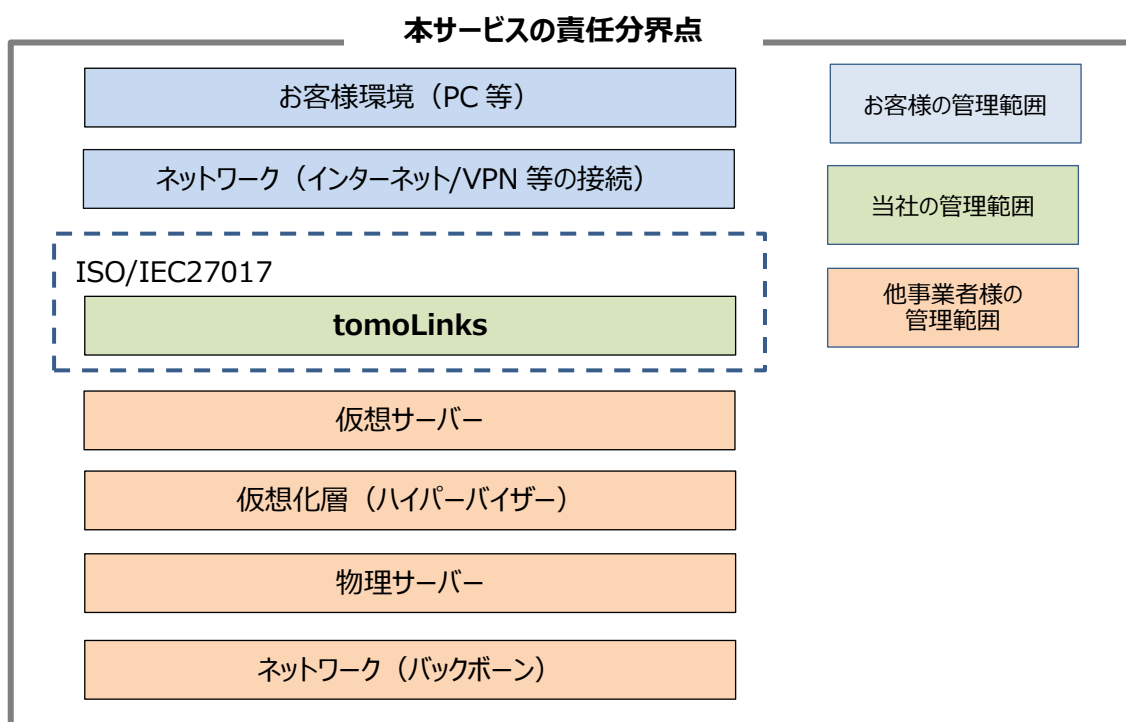 本サービスの責任分界点
お客様環境（PC 等）
ネットワーク（インターネット/VPN 等の接続）
ISO/IEC27017
tomoLinks
仮想サーバー
仮想化層（ハイパーバイザー）
物理サーバー
ネットワーク（バックボーン）
お客様の管理範囲
当社の管理範囲
他事業者様の
管理範囲